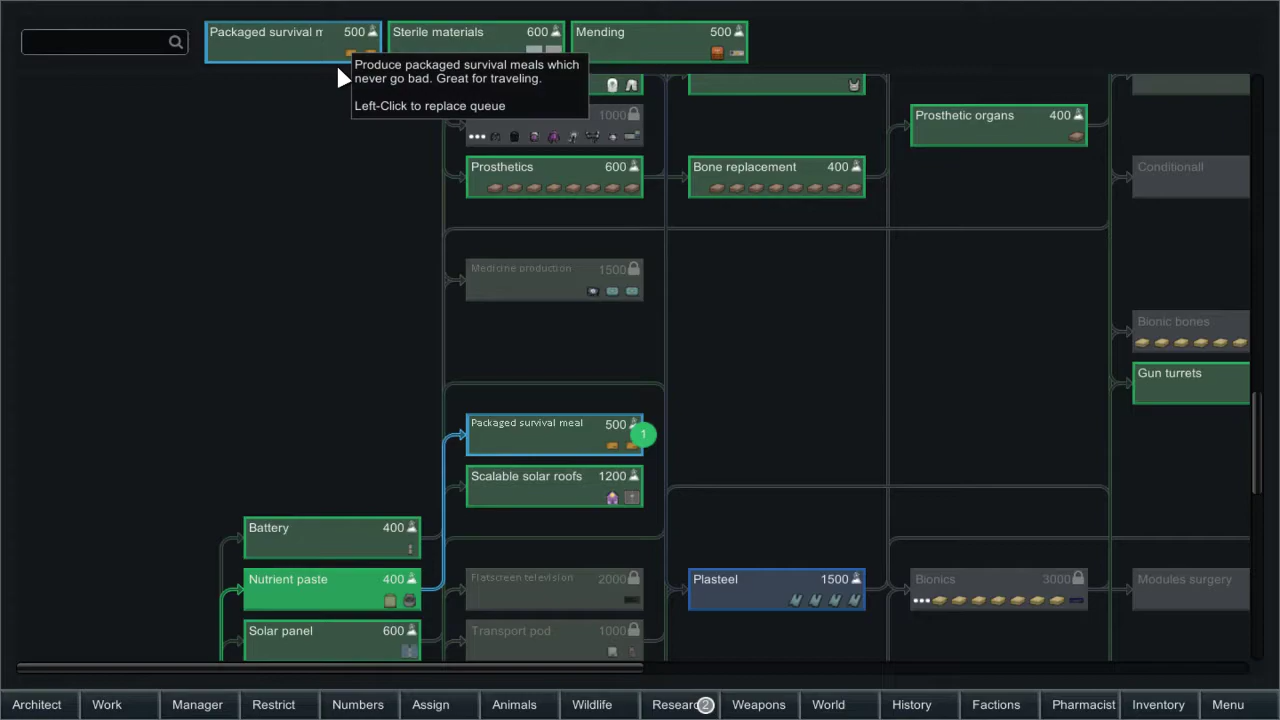 Packaged survival m 500
Sterile materials 600
Mending 500
Produce packaged survival meals which
never go bad. Great for traveling.
Left-Click to replace queue
1000
Prosthetic organs 400
Prosthetics 600
Bone replacement 400
Conditionall
Medicine production 1500
Bionic bones
Gun turrets
Packaged survival meal 500
1
Scalable solar roofs 1200
Battery 400
Nutrient paste 400
Flatscreen television 2000
Plasteel 1500
Bionics 3000
Modules surgery
Solar panel 600
Transport pod 1000
Architect Work Manager Restrict Numbers Assign Animals Wildlife Researc 2 Weapons World History Factions Pharmacist Inventory Menu